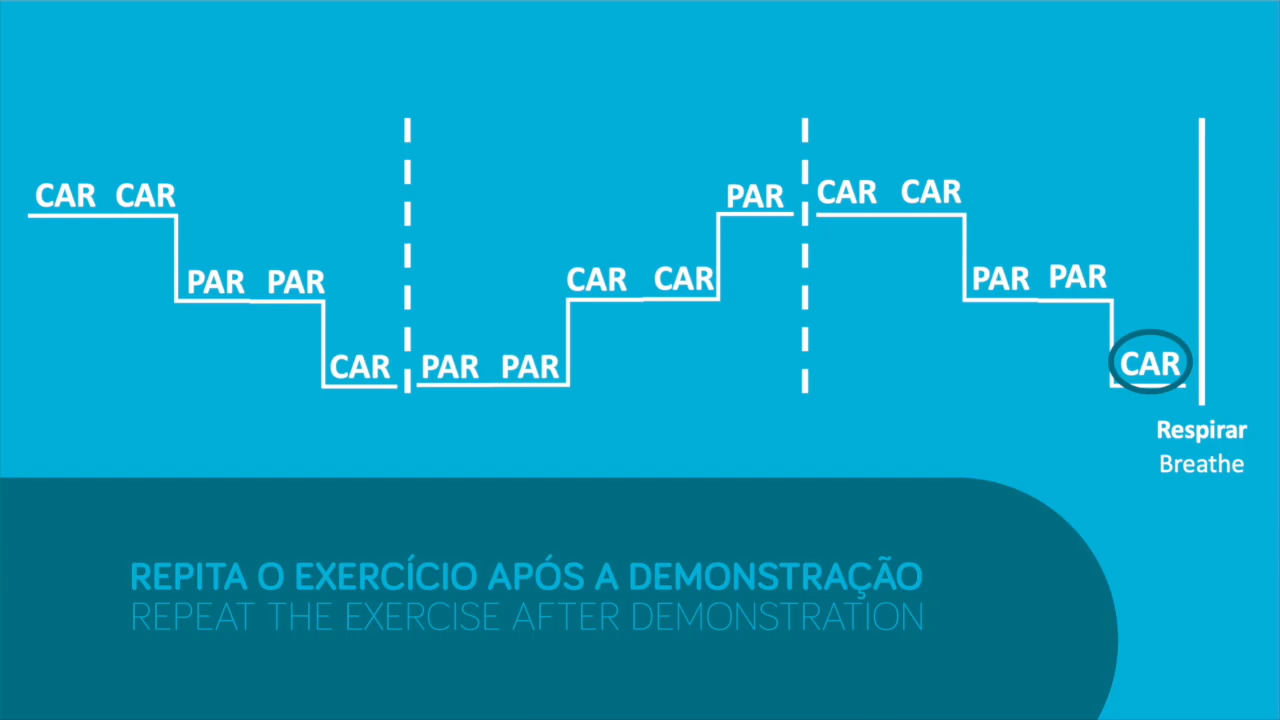 CAR CAR
PAR PAR
CAR
PAR PAR
CAR CAR
PAR
CAR CAR
PAR PAR
CAR
Respirar
Breathe
REPITA O EXERCÍCIO APÓS A DEMONSTRAÇÃO
REPEAT THE EXERCISE AFTER DEMONSTRATION